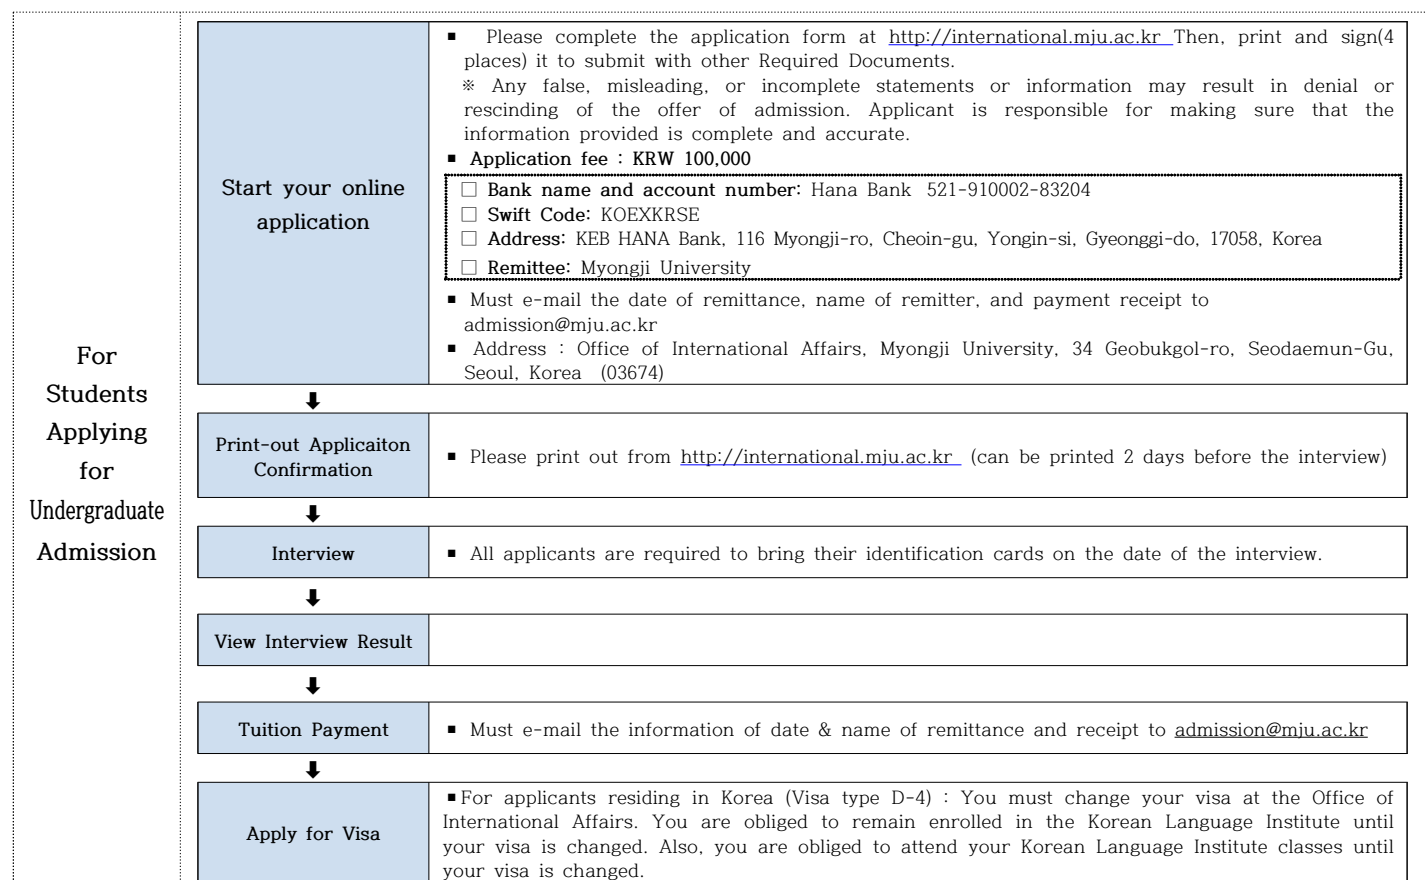 For
Students
Applying
for
Undergraduate
Admission
Start your online
application
▪ Please complete the application form at http://international.mju.ac.kr Then, print and sign(4
places) it to submit with other Required Documents.
※ Any false, misleading, or incomplete statements or information may result in denial or
rescinding of the offer of admission. Applicant is responsible for making sure that the
information provided is complete and accurate.
▪ Application fee : KRW 100,000
□ Bank name and account number: Hana Bank 521-910002-83204
□ Swift Code: KOEXKRSE
□ Address: KEB HANA Bank, 116 Myongji-ro, Cheoin-gu, Yongin-si, Gyeonggi-do, 17058, Korea
□ Remittee: Myongji University
▪ Must e-mail the date of remittance, name of remitter, and payment receipt to
admission@mju.ac.kr
▪ Address : Office of International Affairs, Myongji University, 34 Geobukgol-ro, Seodaemun-Gu,
Seoul, Korea (03674)
⬇
Print-out Applicaiton
Confirmation
▪ Please print out from http://international.mju.ac.kr (can be printed 2 days before the interview)
⬇
Interview
▪ All applicants are required to bring their identification cards on the date of the interview.
⬇
View Interview Result
⬇
Tuition Payment
▪ Must e-mail the information of date & name of remittance and receipt to admission@mju.ac.kr
⬇
Apply for Visa
▪For applicants residing in Korea (Visa type D-4) : You must change your visa at the Office of
International Affairs. You are obliged to remain enrolled in the Korean Language Institute until
your visa is changed. Also, you are obliged to attend your Korean Language Institute classes until
your visa is changed.